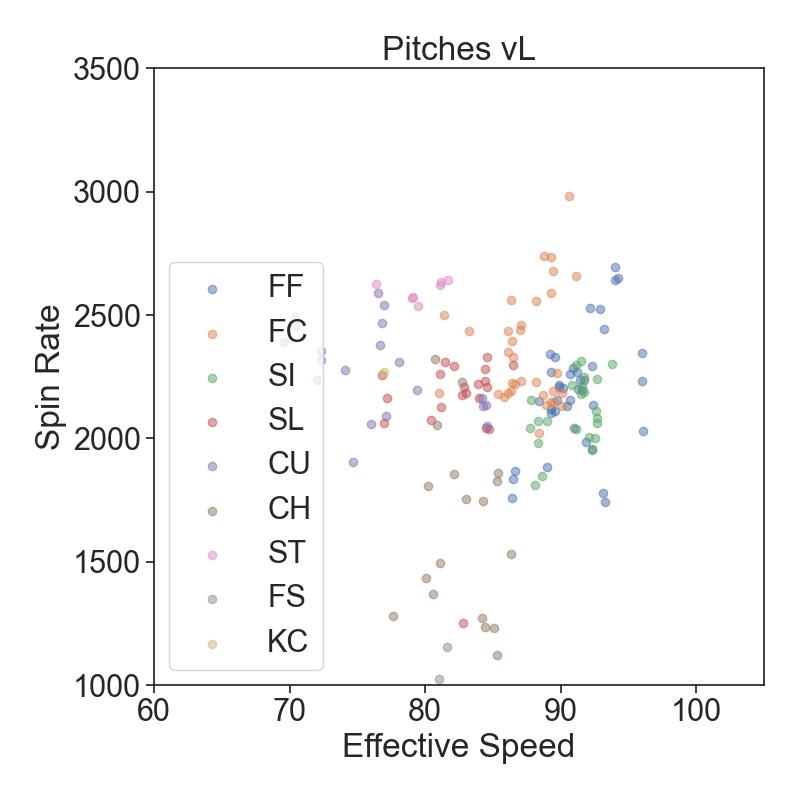 Pitches vL
3500
3000
2500
2000
1500
1000
Spin Rate
FF
FC
SI
SL
CU
CH
ST
FS
KC
60 70 80 90 100
Effective Speed